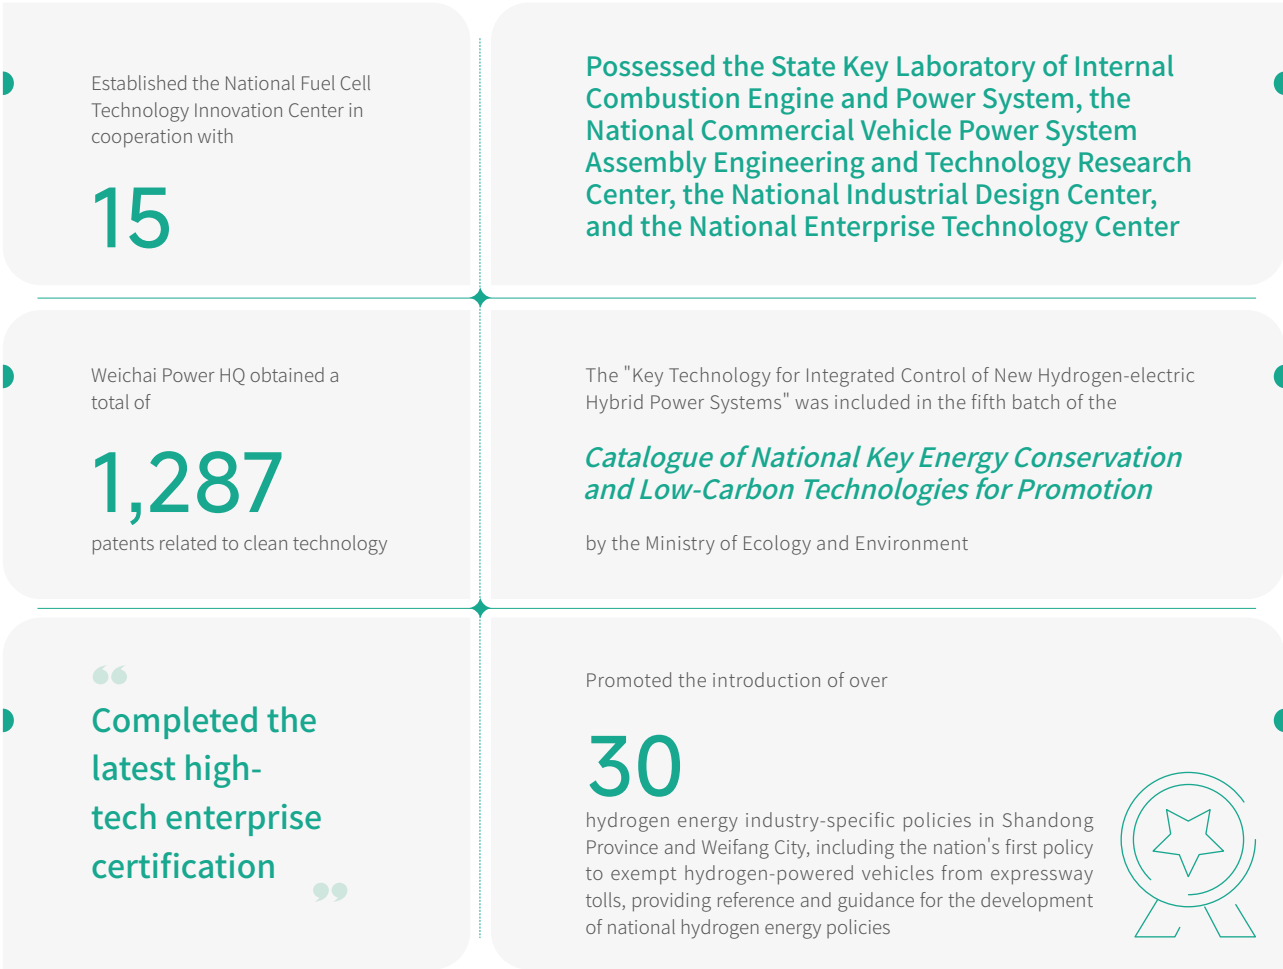 Established the National Fuel Cell
Technology Innovation Center in
cooperation with
15
Possessed the State Key Laboratory of Internal
Combustion Engine and Power System, the
National Commercial Vehicle Power System
Assembly Engineering and Technology Research
Center, the National Industrial Design Center,
and the National Enterprise Technology Center
Weichai Power HQ obtained a
total of
1,287
patents related to clean technology
The "Key Technology for Integrated Control of New Hydrogen-electric
Hybrid Power Systems" was included in the fifth batch of the
Catalogue of National Key Energy Conservation
and Low-Carbon Technologies for Promotion
by the Ministry of Ecology and Environment
“
Completed the
latest high-
tech enterprise
certification
”
Promoted the introduction of over
30
hydrogen energy industry-specific policies in Shandong
Province and Weifang City, including the nation's first policy
to exempt hydrogen-powered vehicles from expressway
tolls, providing reference and guidance for the development
of national hydrogen energy policies